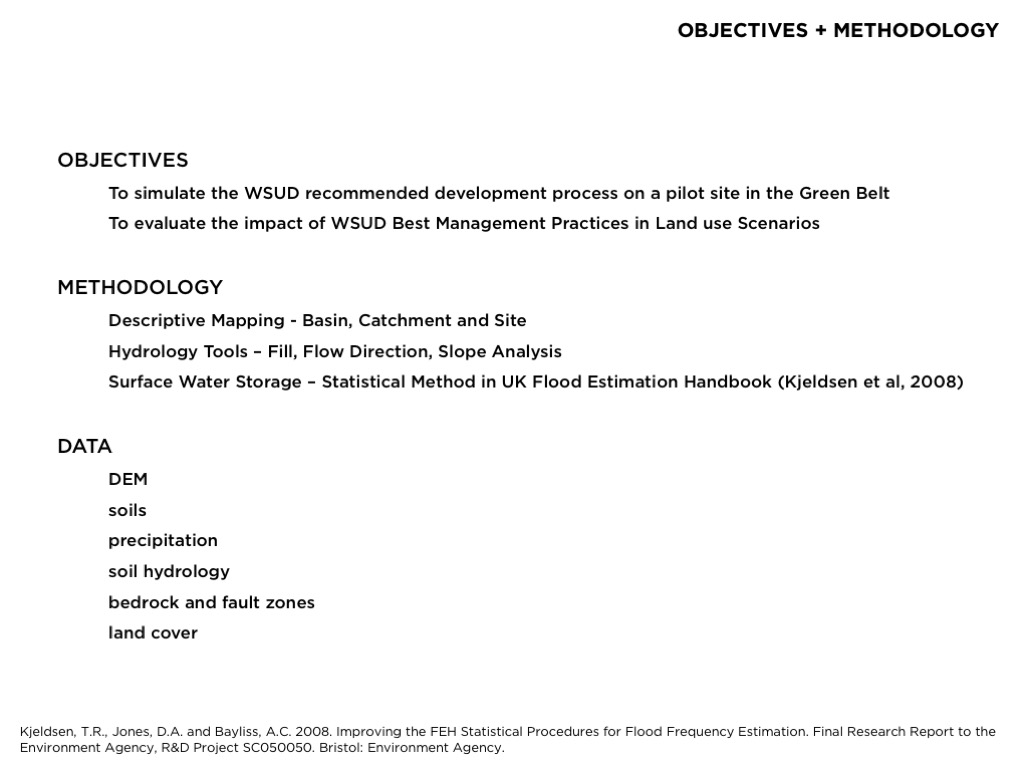 OBJECTIVES + METHODOLOGY
OBJECTIVES
To simulate the WSUD recommended development process on a pilot site in the Green Belt
To evaluate the impact of WSUD Best Management Practices in Land use Scenarios
METHODOLOGY
Descriptive Mapping - Basin, Catchment and Site
Hydrology Tools – Fill, Flow Direction, Slope Analysis
Surface Water Storage – Statistical Method in UK Flood Estimation Handbook (Kjeldsen et al, 2008)
DATA
DEM
soils
precipitation
soil hydrology
bedrock and fault zones
land cover
Kjeldsen, T.R., Jones, D.A. and Bayliss, A.C. 2008. Improving the FEH Statistical Procedures for Flood Frequency Estimation. Final Research Report to the
Environment Agency, R&D Project SC050050. Bristol: Environment Agency.